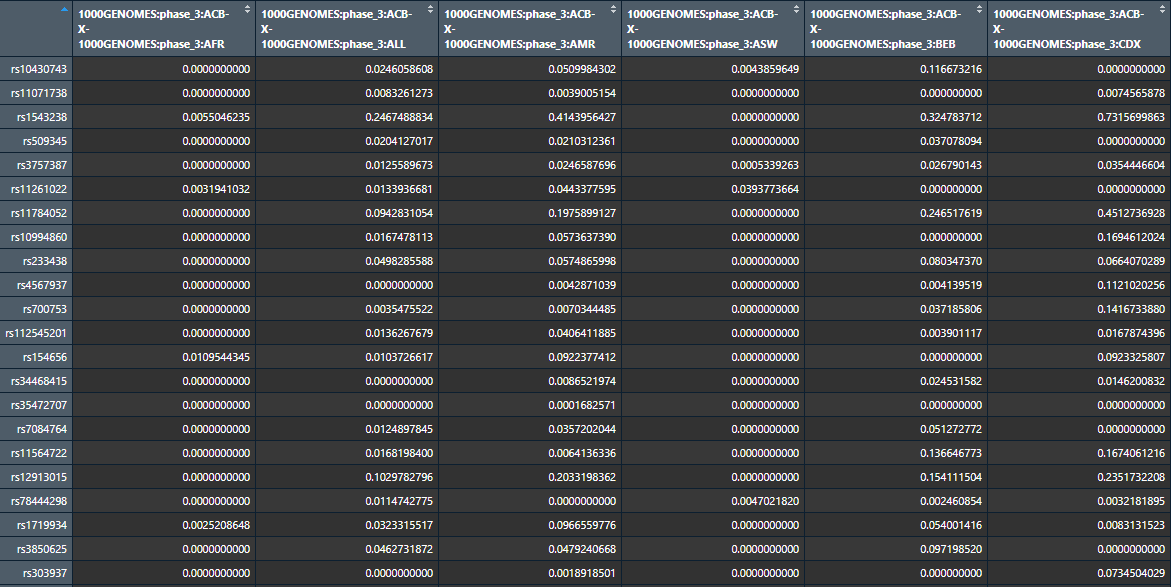 1000GENOMES:phase_3:ACB- 1000GENOMES:phase_3:ACB- 1000GENOMES:phase_3:ACB- 1000GENOMES:phase_3:ACB- 1000GENOMES:phase_3:ACB- 1000GENOMES:phase_3:ACB-
X- X- X- X- X- X-
1000GENOMES:phase_3:AFR 1000GENOMES:phase_3:ALL 1000GENOMES:phase_3:AMR 1000GENOMES:phase_3:ASW 1000GENOMES:phase_3:BEB 1000GENOMES:phase_3:CDX
rs10430743 0.0000000000 0.0246058608 0.0509984302 0.0043859649 0.116673216 0.0000000000
rs11071738 0.0000000000 0.0083261273 0.0039005154 0.0000000000 0.000000000 0.0074565878
rs1543238 0.0055046235 0.2467488834 0.4143956427 0.0000000000 0.324783712 0.7315699863
rs509345 0.0000000000 0.0204127017 0.0210312361 0.0000000000 0.037078094 0.0000000000
rs3757387 0.0000000000 0.0125589673 0.0246587696 0.0005339263 0.026790143 0.0354446604
rs11261022 0.0031941032 0.0133936681 0.0443377595 0.0393773664 0.000000000 0.0000000000
rs11784052 0.0000000000 0.0942831054 0.1975899127 0.0000000000 0.246517619 0.4512736928
rs10994860 0.0000000000 0.0167478113 0.0573637390 0.0000000000 0.000000000 0.1694612024
rs233438 0.0000000000 0.0498285588 0.0574865998 0.0000000000 0.080347370 0.0664070289
rs4567937 0.0000000000 0.0000000000 0.0042871039 0.0000000000 0.004139519 0.1121020256
rs700753 0.0000000000 0.0035475522 0.0070344485 0.0000000000 0.037185806 0.1416733880
rs112545201 0.0000000000 0.0136267679 0.0406411885 0.0000000000 0.003901117 0.0167874396
rs154656 0.0109544345 0.0103726617 0.0922377412 0.0000000000 0.000000000 0.0923325807
rs34468415 0.0000000000 0.0000000000 0.0086521974 0.0000000000 0.024531582 0.0146200832
rs35472707 0.0000000000 0.0000000000 0.0001682571 0.0000000000 0.000000000 0.0000000000
rs7084764 0.0000000000 0.0124897845 0.0357202044 0.0000000000 0.051272772 0.0000000000
rs11564722 0.0000000000 0.0168198400 0.0064136336 0.0000000000 0.136646773 0.1674061216
rs12913015 0.0000000000 0.1029782796 0.2033198362 0.0000000000 0.154111504 0.2351732208
rs78444298 0.0000000000 0.0114742775 0.0000000000 0.0047021820 0.002460854 0.0032181895
rs1719934 0.0025208648 0.0323315517 0.0966559776 0.0000000000 0.054001416 0.0083131523
rs3850625 0.0000000000 0.0462731872 0.0479240668 0.0000000000 0.097198520 0.0000000000
rs303937 0.0000000000 0.0000000000 0.0018918501 0.0000000000 0.000000000 0.0734504029